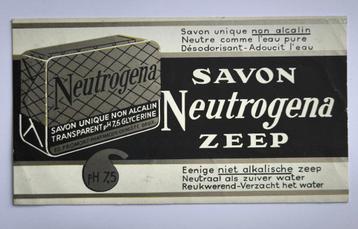 Savon unique non alcalin
Neutre comme l'eau pure
Désodorisant-Adoucit l'eau
Neutrogena
SAVON UNIQUE NON ALCALIN
TRANSPARENT pH 7,5 GLYCERINE
SAVON
Neutrogena
ZEEP
pH 7,5
Eenige niet alkalische zeep
Neutraal als zuiver water
Reukwerend-Verzacht het water